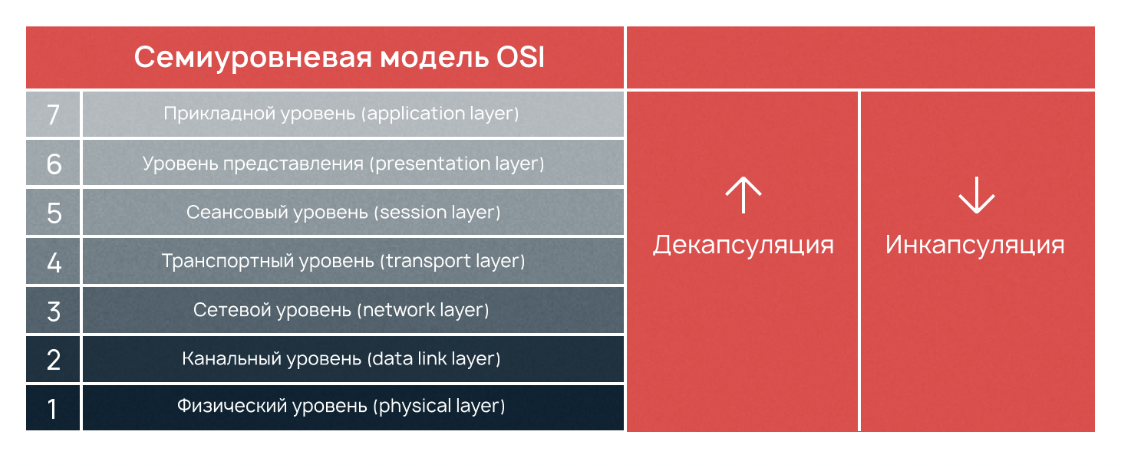 Семиуровневая модель OSI
7
Прикладной уровень (application layer)
6
Уровень представления (presentation layer)
5
Сеансовый уровень (session layer)
4
Транспортный уровень (transport layer)
3
Сетевой уровень (network layer)
2
Канальный уровень (data link layer)
1
Физический уровень (physical layer)
Декапсуляция
Инкапсуляция